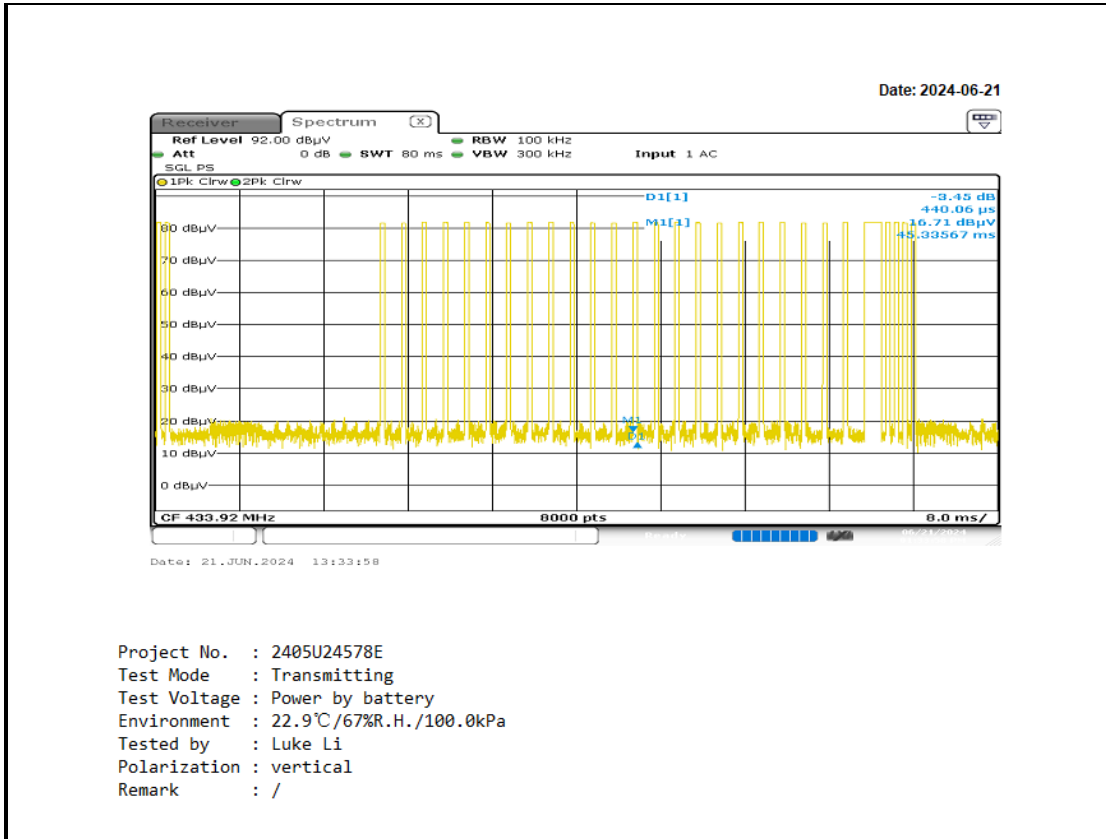 Date: 2024-06-21
Receiver Spectrum X
Ref Level 92.00 dBµV RBW 100 kHz
Att 0 dB SWT 80 ms VBW 300 kHz Input 1 AC
SGL PS
1Pk Clrw 2Pk Clrw
D1[1] -3.45 dB
440.06 µs
80 dBµV M1[1] 16.71 dBµV
45.33567 ms
70 dBµV
60 dBµV
50 dBµV
40 dBµV
30 dBµV
20 dBµV M1
D1
10 dBµV
0 dBµV
CF 433.92 MHz 8000 pts 8.0 ms/
Ready 06/21/2024
Date: 21.JUN.2024 13:33:58
Project No. : 2405U24578E
Test Mode : Transmitting
Test Voltage : Power by battery
Environment : 22.9℃/67%R.H./100.0kPa
Tested by : Luke Li
Polarization : vertical
Remark : /